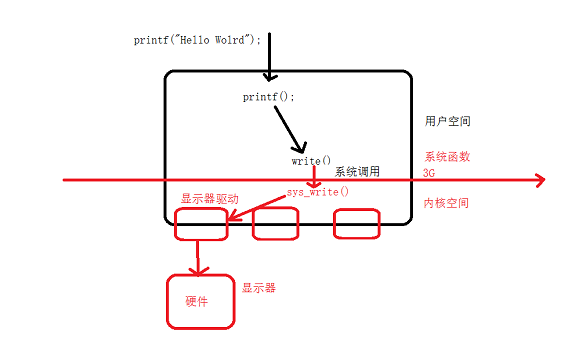 printf("Hello Wolrd");
printf();
用户空间
write()
系统调用
系统函数
3G
sys_write()
显示器驱动
内核空间
硬件
显示器